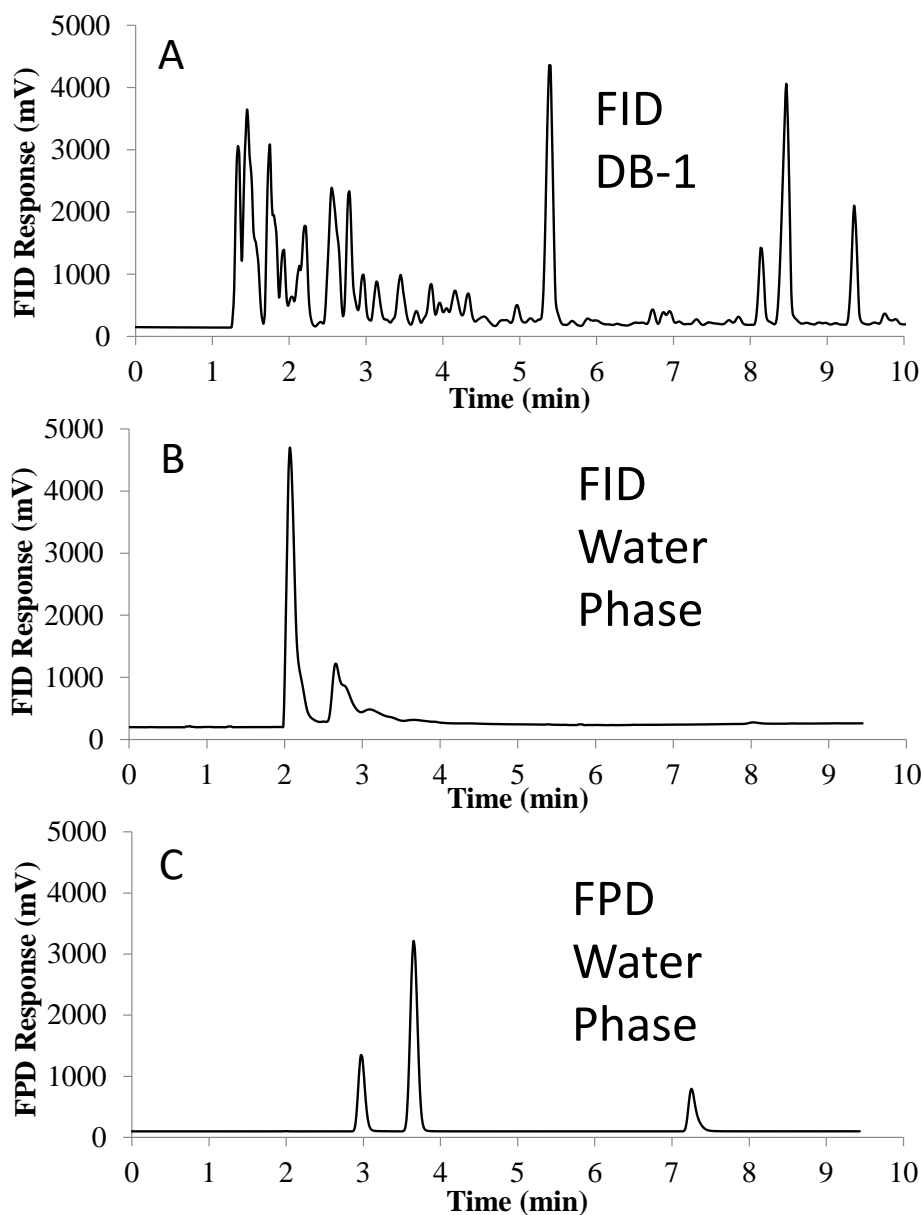 A
FID
DB-1
FID Response (mV)
5000
4000
3000
2000
1000
0
0 1 2 3 4 5 6 7 8 9 10
Time (min)
B
FID
Water
Phase
FID Response (mV)
5000
4000
3000
2000
1000
0
0 1 2 3 4 5 6 7 8 9 10
Time (min)
C
FPD
Water
Phase
FPD Response (mV)
5000
4000
3000
2000
1000
0
0 1 2 3 4 5 6 7 8 9 10
Time (min)